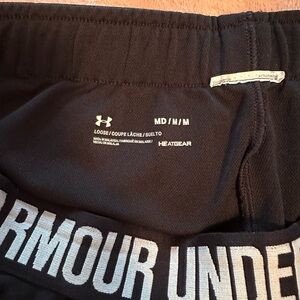 MD / M / M
LOOSE / COUPE LÂCHE / SUELTO
HEATGEAR
RMOUR UNDE